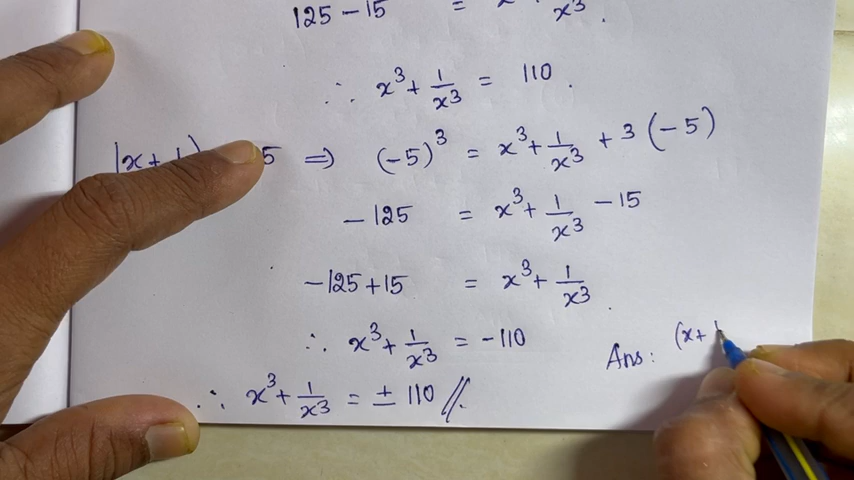 125 - 15 = x³.
∴ x³ + 1/x³ = 110.
(x + 1) 5 ⇒ (-5)³ = x³ + 1/x³ + 3(-5)
-125 = x³ + 1/x³ - 15
-125 + 15 = x³ + 1/x³.
∴ x³ + 1/x³ = -110
Ans: (x +
∴ x³ + 1/x³ = ± 110 //.